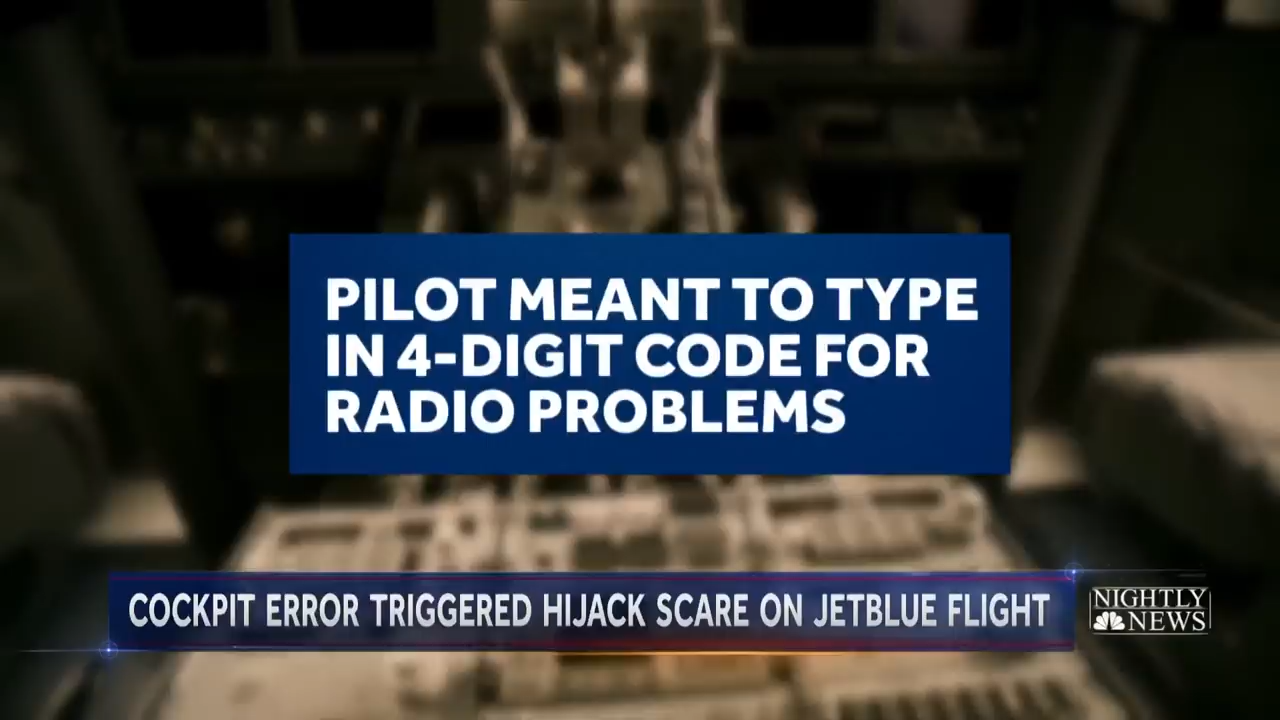 PILOT MEANT TO TYPE
IN 4-DIGIT CODE FOR
RADIO PROBLEMS
COCKPIT ERROR TRIGGERED HIJACK SCARE ON JETBLUE FLIGHT
NIGHTLY
NEWS